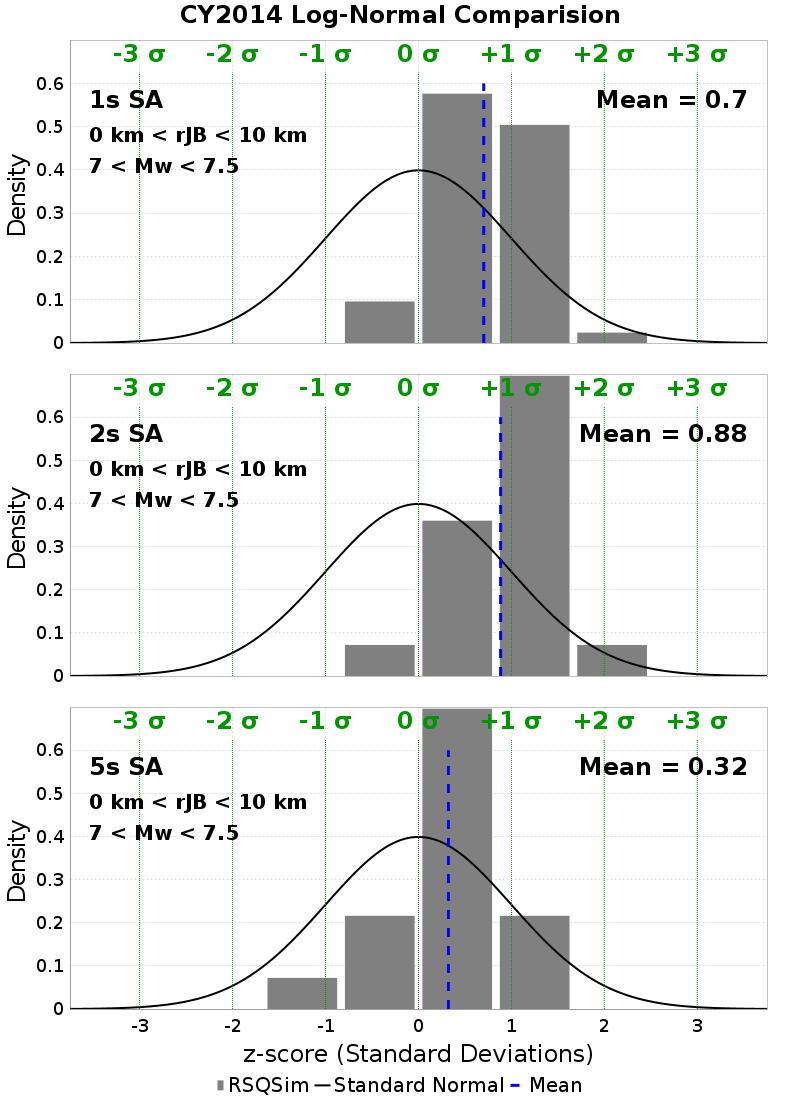 CY2014 Log-Normal Comparision
-3 σ -2 σ -1 σ 0 σ +1 σ +2 σ +3 σ
1s SA
Mean = 0.7
0 km < rJB < 10 km
7 < Mw < 7.5
Density
0.6
0.5
0.4
0.3
0.2
0.1
0
-3 σ -2 σ -1 σ 0 σ +1 σ +2 σ +3 σ
2s SA
Mean = 0.88
0 km < rJB < 10 km
7 < Mw < 7.5
Density
0.6
0.5
0.4
0.3
0.2
0.1
0
-3 σ -2 σ -1 σ 0 σ +1 σ +2 σ +3 σ
5s SA
Mean = 0.32
0 km < rJB < 10 km
7 < Mw < 7.5
Density
0.6
0.5
0.4
0.3
0.2
0.1
0
-3 -2 -1 0 1 2 3
z-score (Standard Deviations)
RSQSim Standard Normal Mean